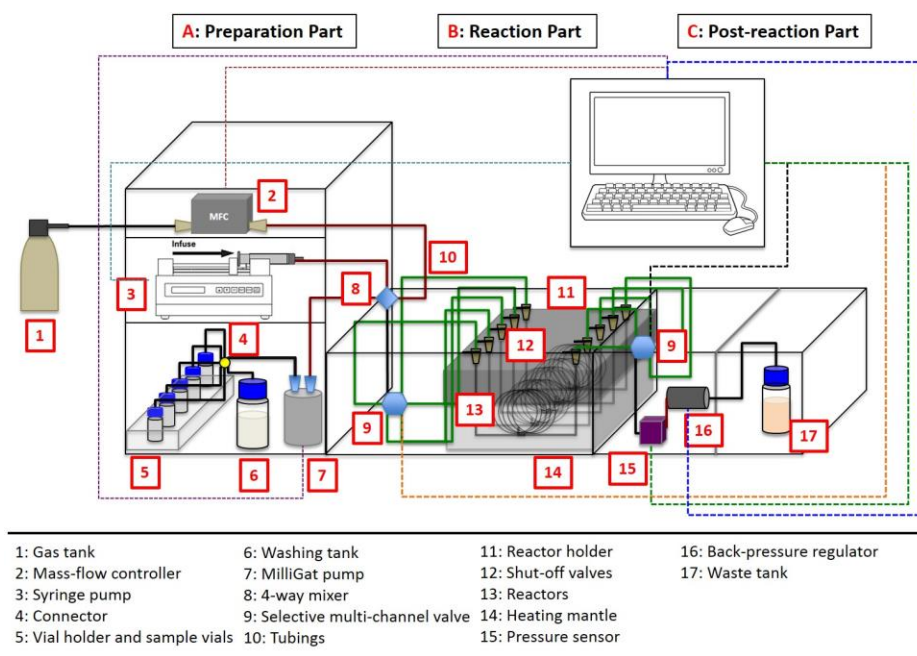 A: Preparation Part
B: Reaction Part
C: Post-reaction Part
2
MFC
10
Infuse
11
8
3
4
12
9
1
13
9
16
5
6
7
14
15
17
1: Gas tank
2: Mass-flow controller
3: Syringe pump
4: Connector
5: Vial holder and sample vials
6: Washing tank
7: MilliGat pump
8: 4-way mixer
9: Selective multi-channel valve
10: Tubings
11: Reactor holder
12: Shut-off valves
13: Reactors
14: Heating mantle
15: Pressure sensor
16: Back-pressure regulator
17: Waste tank